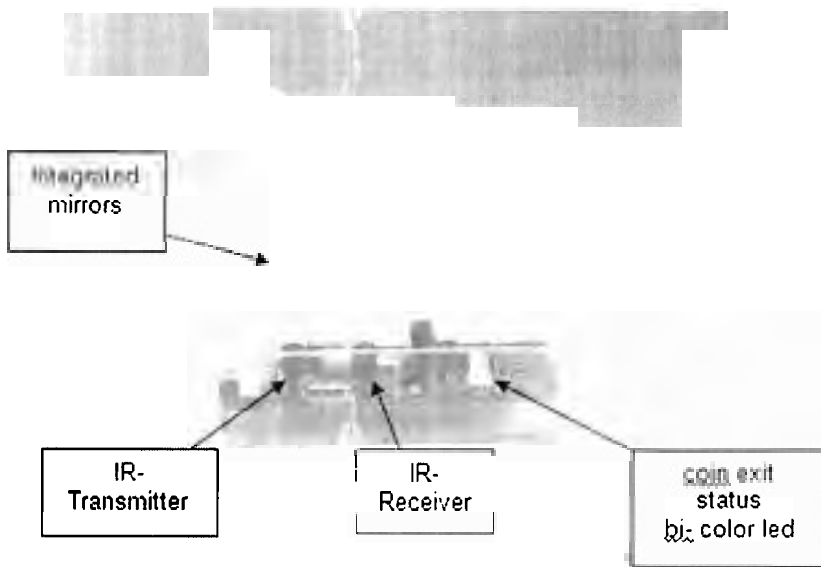 Integrated
mirrors
IR-
Transmitter
IR-
Receiver
coin exit
status
bi- color led